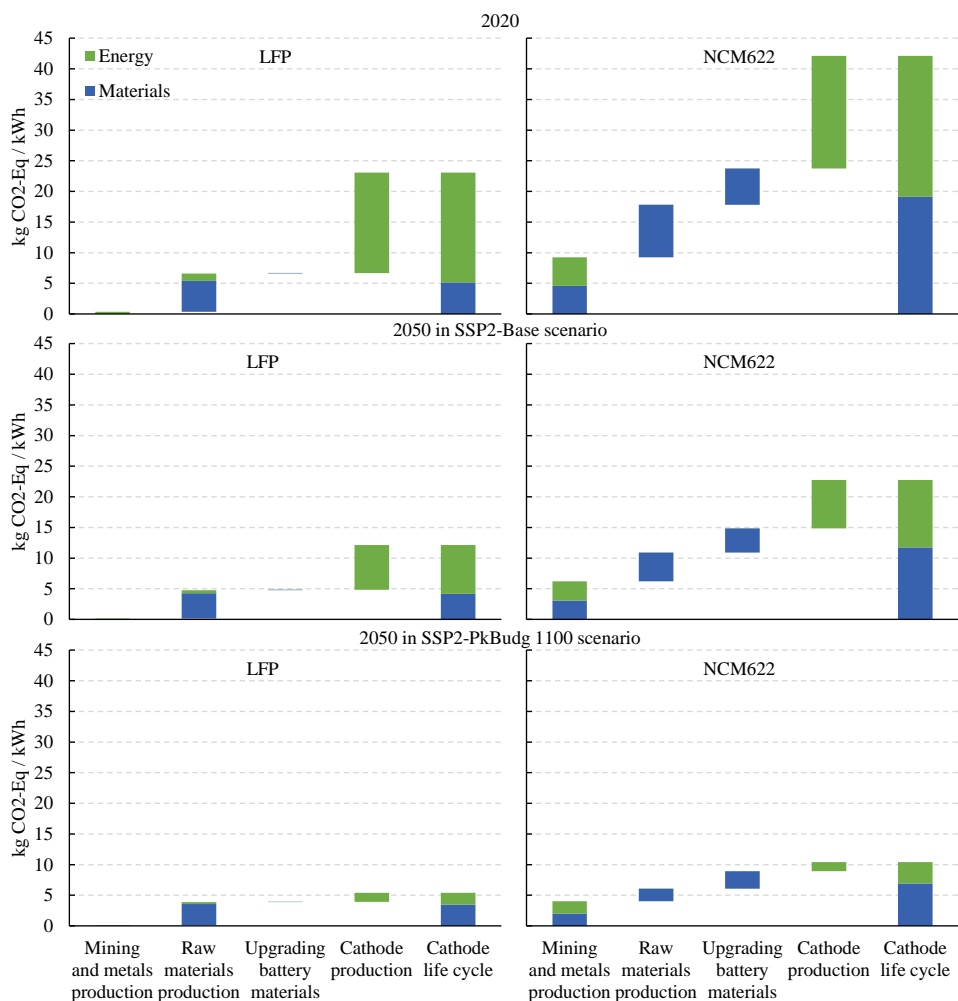 2020
45
40
35
30
25
20
15
10
5
0
kg CO2-Eq / kWh
Energy
Materials
LFP
NCM622
2050 in SSP2-Base scenario
45
40
35
30
25
20
15
10
5
0
kg CO2-Eq / kWh
LFP
NCM622
2050 in SSP2-PkBudg 1100 scenario
45
40
35
30
25
20
15
10
5
0
kg CO2-Eq / kWh
LFP
NCM622
Mining
and metals
production
Raw
materials
production
Upgrading
battery
materials
Cathode
production
Cathode
life cycle
Mining
and metals
production
Raw
materials
production
Upgrading
battery
materials
Cathode
production
Cathode
life cycle